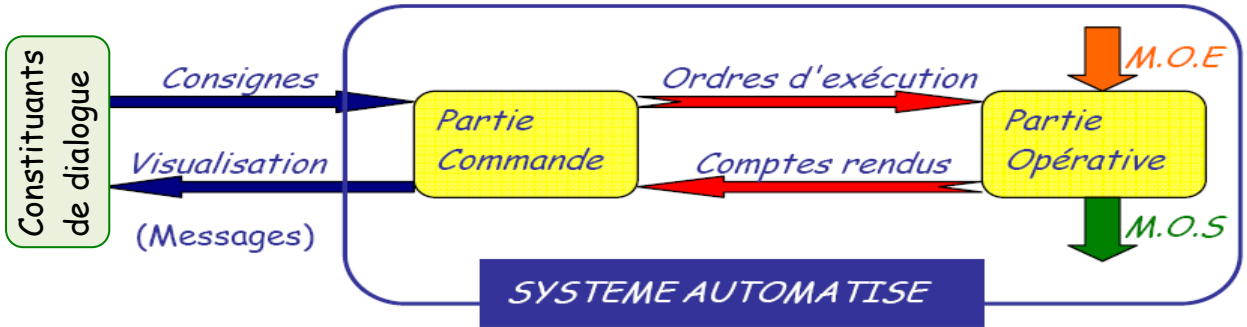 Constituants
de dialogue
Consignes
Visualisation
(Messages)
Partie
Commande
Ordres d'exécution
Comptes rendus
M.O.E
Partie
Opérative
M.O.S
SYSTEME AUTOMATISE